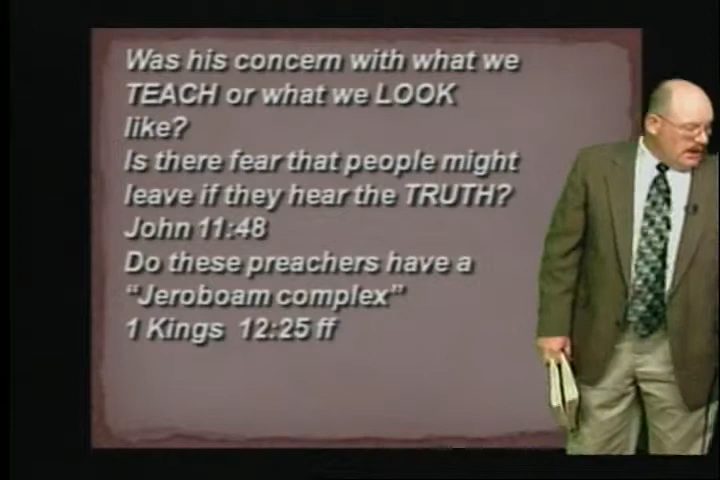 Was his concern with what we
TEACH or what we LOOK
like?
Is there fear that people might
leave if they hear the TRUTH?
John 11:48
Do these preachers have a
“Jeroboam complex”
1 Kings 12:25 ff